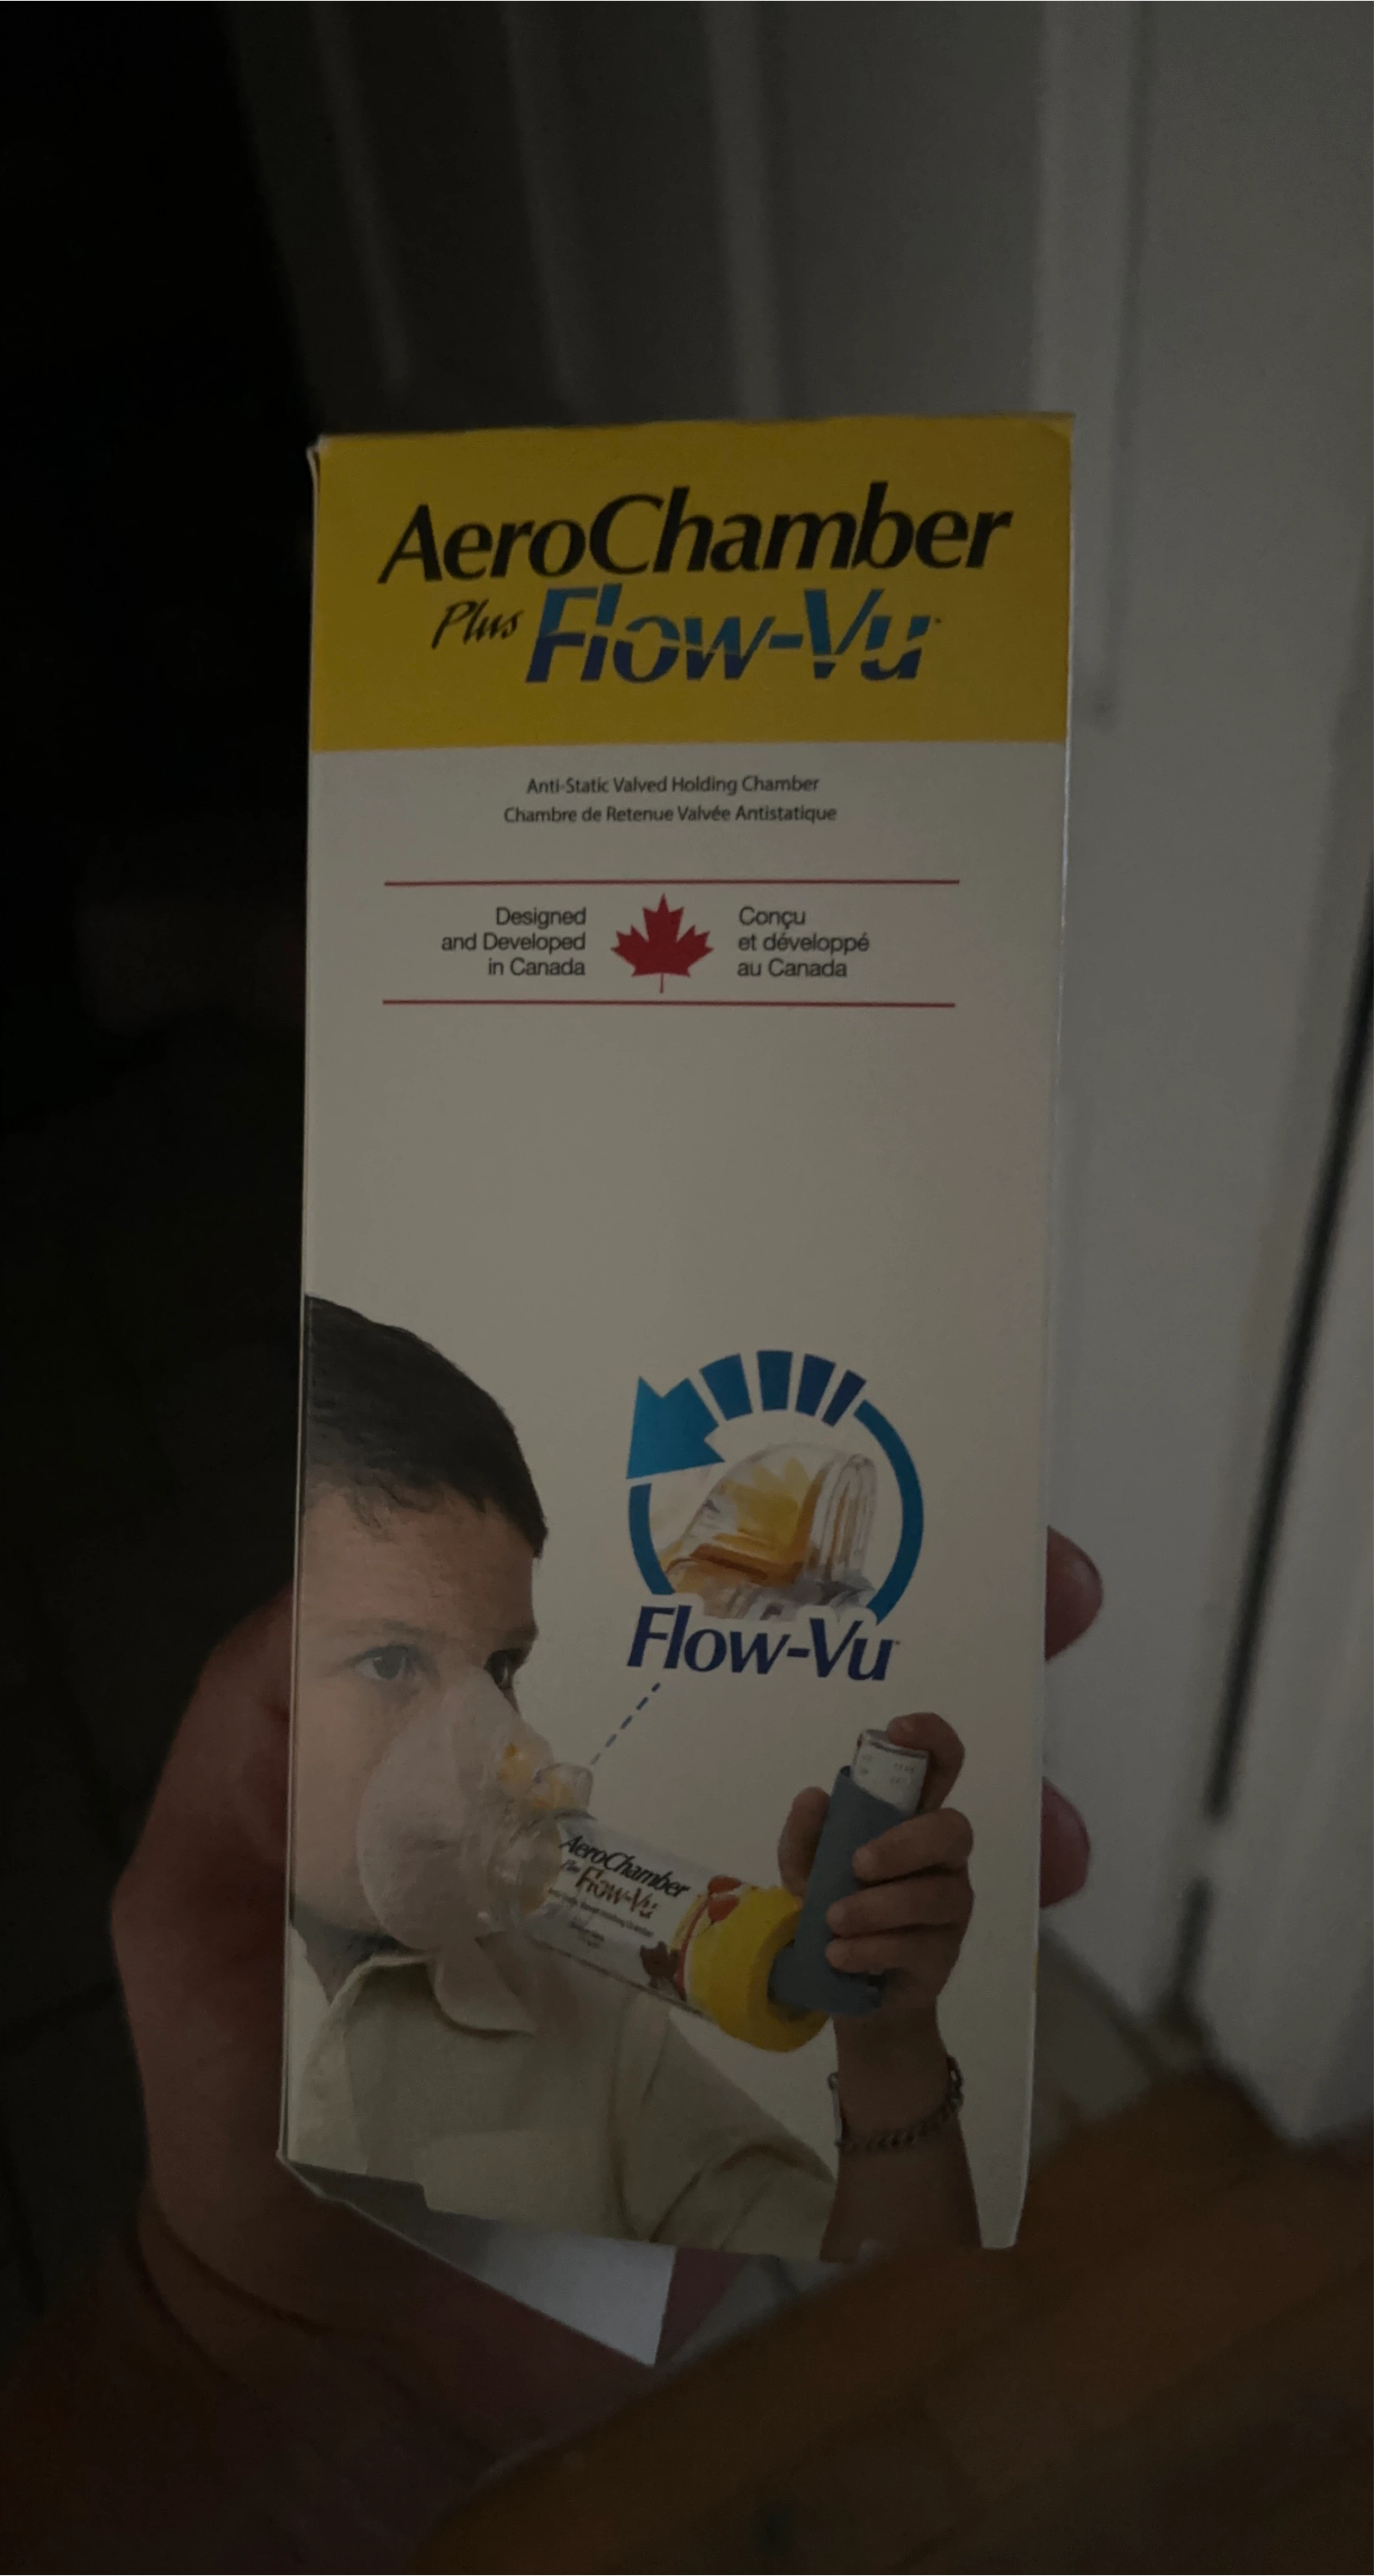 AeroChamber
Plus Flow-Vu
Anti-Static Valved Holding Chamber
Chambre de Retenue Valvée Antistatique
Designed
and Developed
in Canada
Conçu
et développé
au Canada
Flow-Vu
AeroChamber
Plus
Flow-Vu